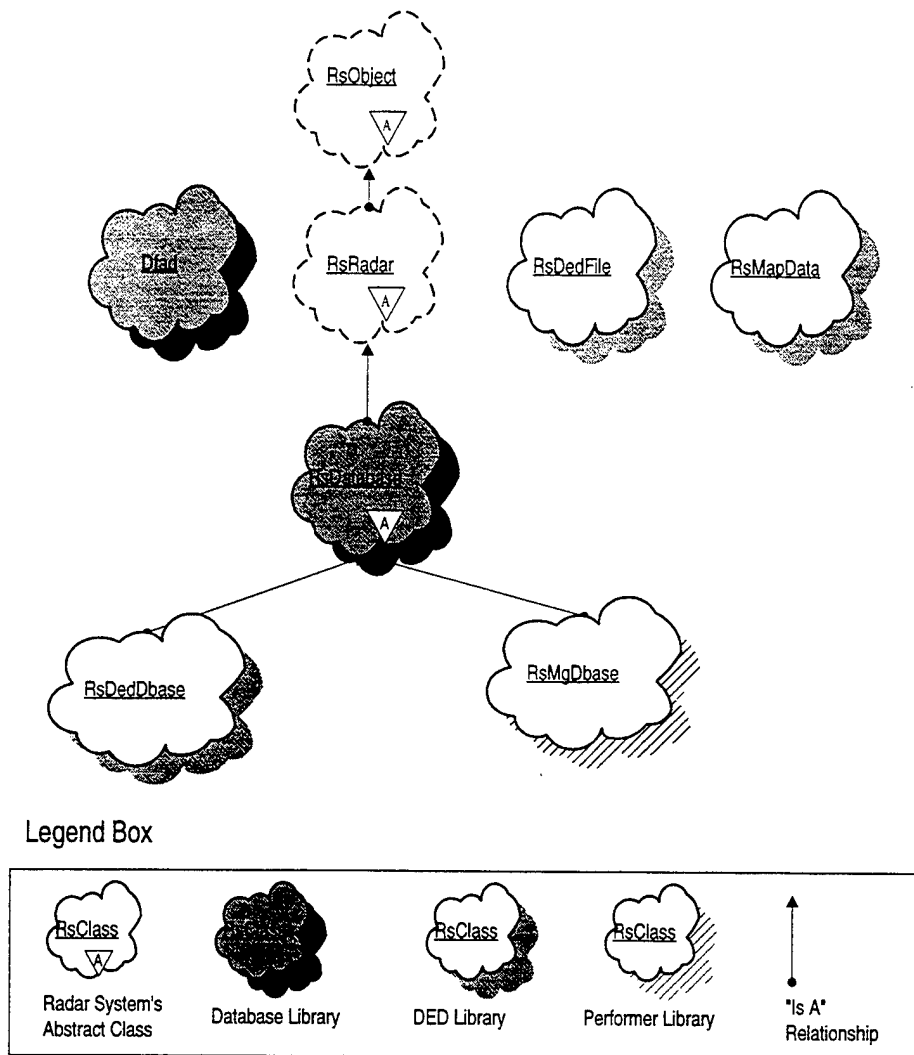 RsObject
A
Dfad
RsRadar
A
RsDedFile
RsMapData
RsDatabase
A
RsDedDbase
RsMgDbase
Legend Box
RsClass
A
RsClass
RsClass
Radar System's
Abstract Class
Database Library
DED Library
Performer Library
"Is A"
Relationship